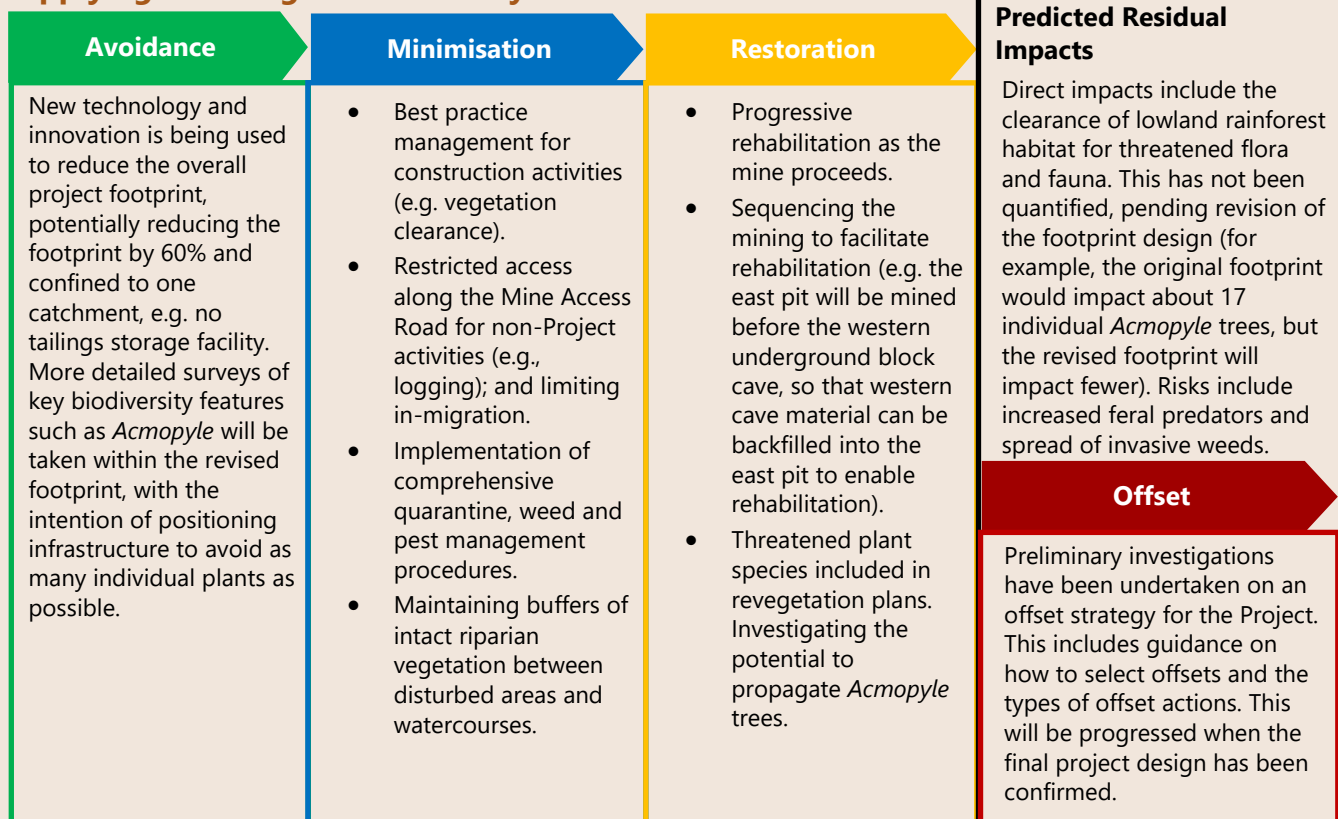 Avoidance
New technology and
innovation is being used
to reduce the overall
project footprint,
potentially reducing the
footprint by 60% and
confined to one
catchment, e.g. no
tailings storage facility.
More detailed surveys of
key biodiversity features
such as Acmopyle will be
taken within the revised
footprint, with the
intention of positioning
infrastructure to avoid as
many individual plants as
possible.
Minimisation
• Best practice
management for
construction activities
(e.g. vegetation
clearance).
• Restricted access
along the Mine Access
Road for non-Project
activities (e.g.,
logging); and limiting
in-migration.
• Implementation of
comprehensive
quarantine, weed and
pest management
procedures.
• Maintaining buffers of
intact riparian
vegetation between
disturbed areas and
watercourses.
Restoration
• Progressive
rehabilitation as the
mine proceeds.
• Sequencing the
mining to facilitate
rehabilitation (e.g. the
east pit will be mined
before the western
underground block
cave, so that western
cave material can be
backfilled into the
east pit to enable
rehabilitation).
• Threatened plant
species included in
revegetation plans.
Investigating the
potential to
propagate Acmopyle
trees.
Predicted Residual
Impacts
Direct impacts include the
clearance of lowland rainforest
habitat for threatened flora
and fauna. This has not been
quantified, pending revision of
the footprint design (for
example, the original footprint
would impact about 17
individual Acmopyle trees, but
the revised footprint will
impact fewer). Risks include
increased feral predators and
spread of invasive weeds.
Offset
Preliminary investigations
have been undertaken on an
offset strategy for the Project.
This includes guidance on
how to select offsets and the
types of offset actions. This
will be progressed when the
final project design has been
confirmed.